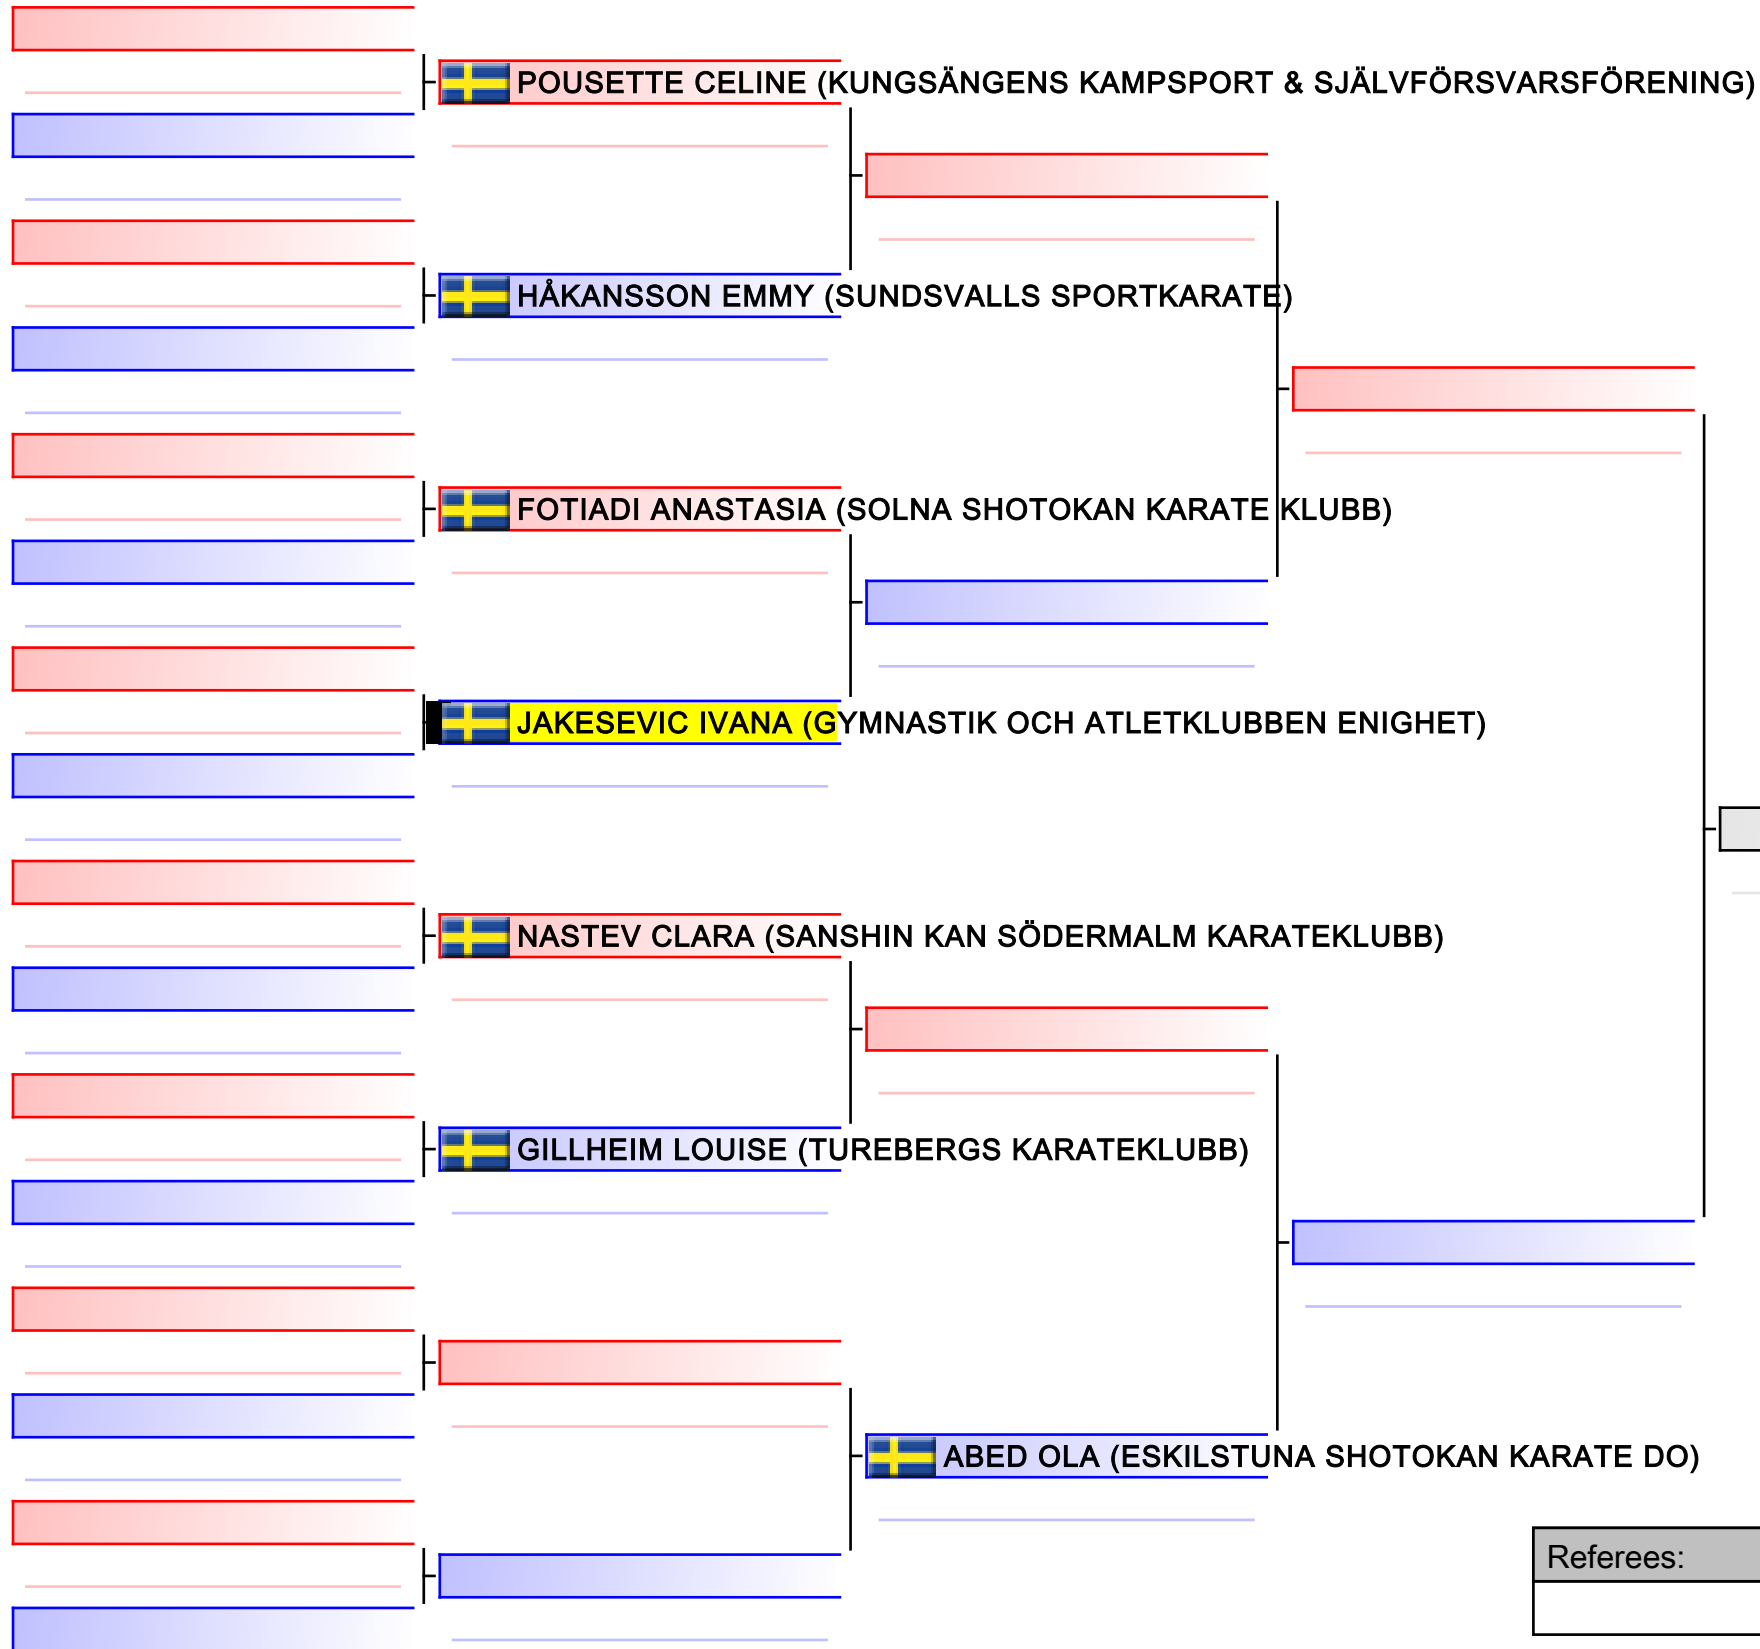 POUSETTE CELINE (KUNGSÄNGENS KAMPSPORT & SJÄLVFÖRSVARSFÖRENING)
HÅKANSSON EMMY (SUNDSVALLS SPORTKARATE)
FOTIADI ANASTASIA (SOLNA SHOTOKAN KARATE KLUBB)
JAKESEVIC IVANA (GYMNASTIK OCH ATLETKLUBBEN ENIGHET)
NASTEV CLARA (SANSHIN KAN SÖDERMALM KARATEKLUBB)
GILLHEIM LOUISE (TUREBERGS KARATEKLUBB)
ABED OLA (ESKILSTUNA SHOTOKAN KARATE DO)
Referees: